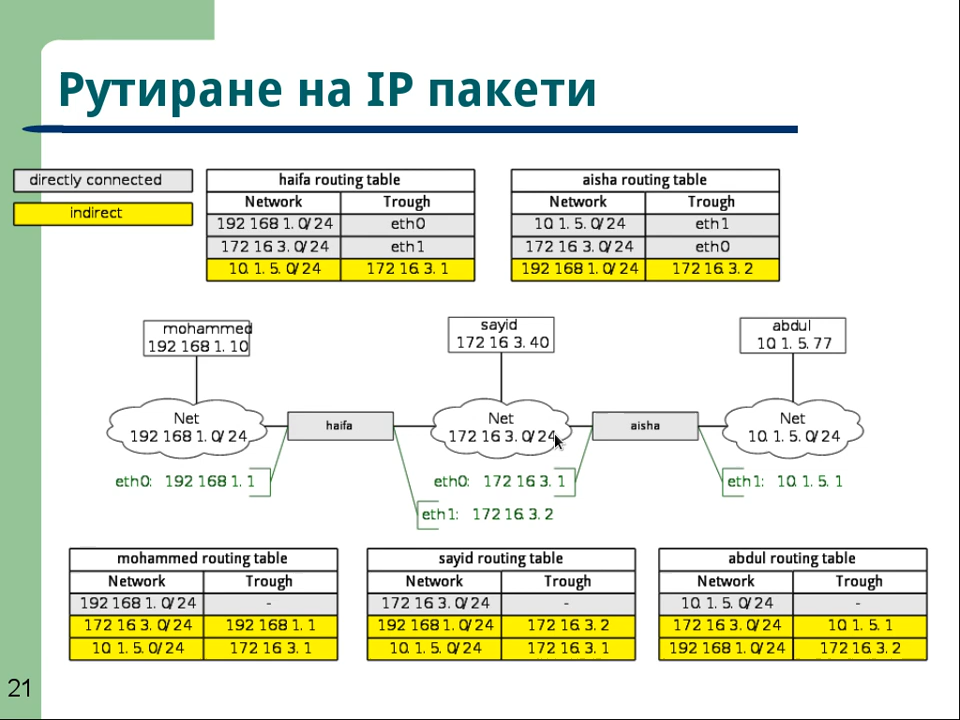 Рутиране на IP пакети
directly connected
indirect
haifa routing table
Network Trough
192.168.1.0/24 eth0
172.16.3.0/24 eth1
10.1.5.0/24 172.16.3.1
aisha routing table
Network Trough
10.1.5.0/24 eth1
172.16.3.0/24 eth0
192.168.1.0/24 172.16.3.2
mohammed
192.168.1.10
sayid
172.16.3.40
abdul
10.1.5.77
Net
192.168.1.0/24
haifa
Net
172.16.3.0/24
aisha
Net
10.1.5.0/24
eth0: 192.168.1.1
eth0: 172.16.3.1
eth1: 10.1.5.1
eth1: 172.16.3.2
mohammed routing table
Network Trough
192.168.1.0/24 -
172.16.3.0/24 192.168.1.1
10.1.5.0/24 172.16.3.1
sayid routing table
Network Trough
172.16.3.0/24 -
192.168.1.0/24 172.16.3.2
10.1.5.0/24 172.16.3.1
abdul routing table
Network Trough
10.1.5.0/24 -
172.16.3.0/24 10.1.5.1
192.168.1.0/24 172.16.3.2
21